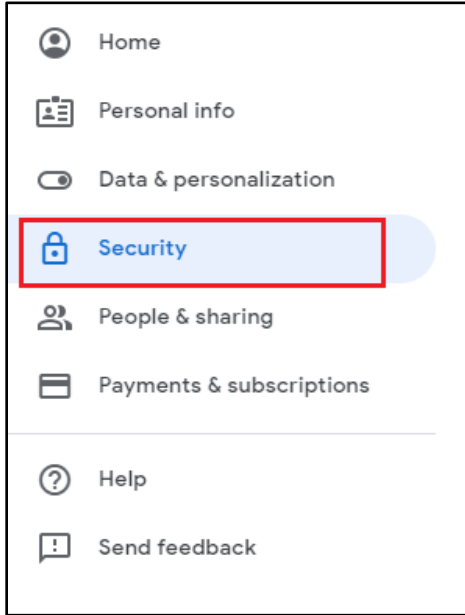 Home
Personal info
Data & personalization
Security
People & sharing
Payments & subscriptions
Help
Send feedback